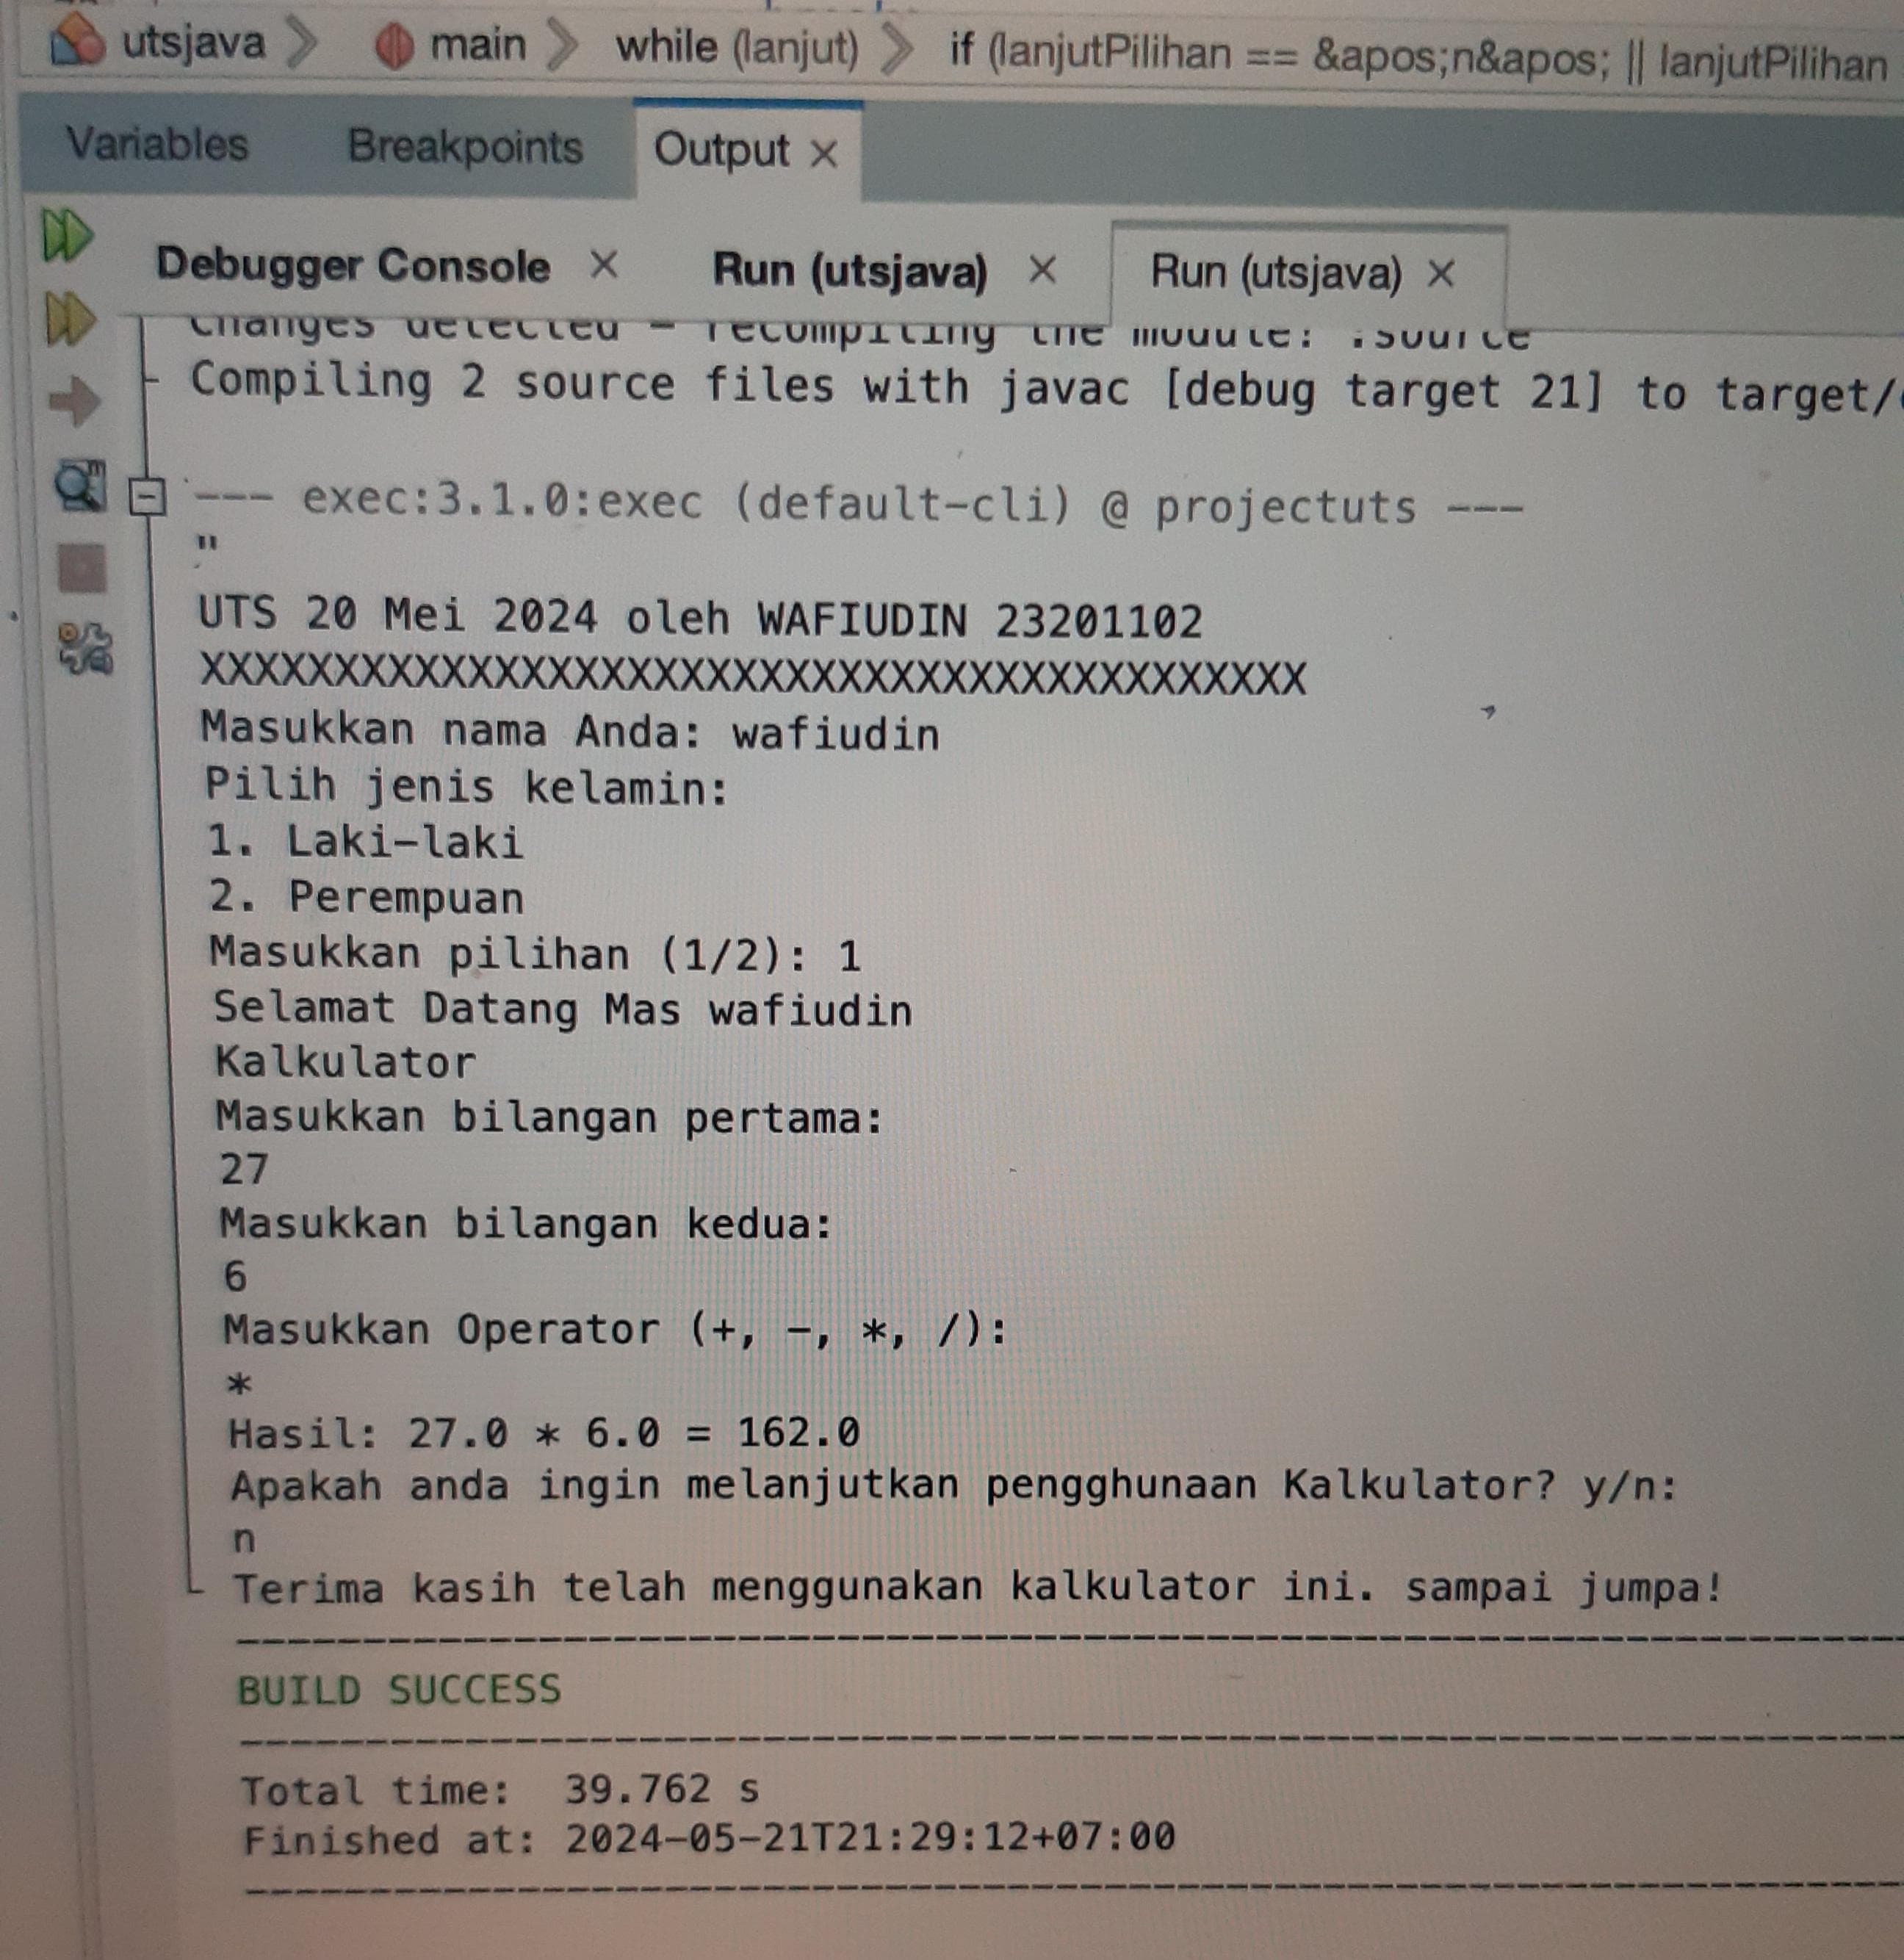 utsjava main while (lanjut) if (lanjutPilihan == &apos;n&apos; || lanjutPilihan
Variables Breakpoints Output
Debugger Console Run (utsjava) Run (utsjava)
Changes detected - recompiling the module! :source
Compiling 2 source files with javac [debug target 21] to target/
--- exec:3.1.0:exec (default-cli) @ projectuts ---
"
UTS 20 Mei 2024 oleh WAFIUDIN 23201102
XXXXXXXXXXXXXXXXXXXXXXXXXXXXXXXXXXXXXXXXXX
Masukkan nama Anda: wafiudin
Pilih jenis kelamin:
1. Laki-laki
2. Perempuan
Masukkan pilihan (1/2): 1
Selamat Datang Mas wafiudin
Kalkulator
Masukkan bilangan pertama:
27
Masukkan bilangan kedua:
6
Masukkan Operator (+, -, *, /):
*
Hasil: 27.0 * 6.0 = 162.0
Apakah anda ingin melanjutkan pengghunaan Kalkulator? y/n:
n
Terima kasih telah menggunakan kalkulator ini. sampai jumpa!
------------------------------------------------------------------------
BUILD SUCCESS
------------------------------------------------------------------------
Total time: 39.762 s
Finished at: 2024-05-21T21:29:12+07:00
------------------------------------------------------------------------